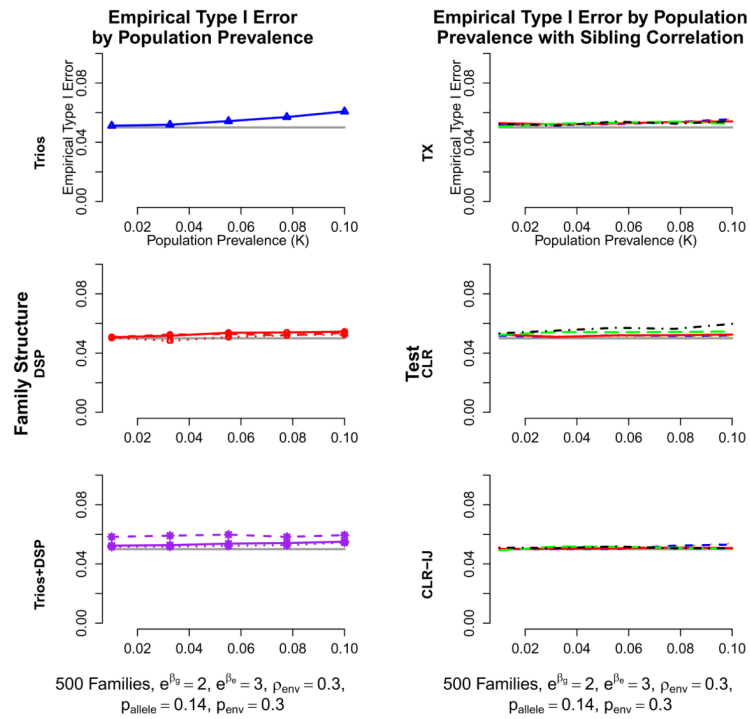 Empirical Type I Error
by Population Prevalence
Empirical Type I Error by Population
Prevalence with Sibling Correlation
Family Structure
Trios
Empirical Type I Error
0.00 0.04 0.08
0.02 0.04 0.06 0.08 0.10
Population Prevalence (K)
Test
TX
Empirical Type I Error
0.00 0.04 0.08
0.02 0.04 0.06 0.08 0.10
Population Prevalence (K)
DSP
0.00 0.04 0.08
0.02 0.04 0.06 0.08 0.10
CLR
0.00 0.04 0.08
0.02 0.04 0.06 0.08 0.10
Trios+DSP
0.00 0.04 0.08
0.02 0.04 0.06 0.08 0.10
CLR−IJ
0.00 0.04 0.08
0.02 0.04 0.06 0.08 0.10
500 Families, e^βg = 2, e^βe = 3, ρenv = 0.3,
pallele = 0.14, penv = 0.3
500 Families, e^βg = 2, e^βe = 3, ρenv = 0.3,
pallele = 0.14, penv = 0.3